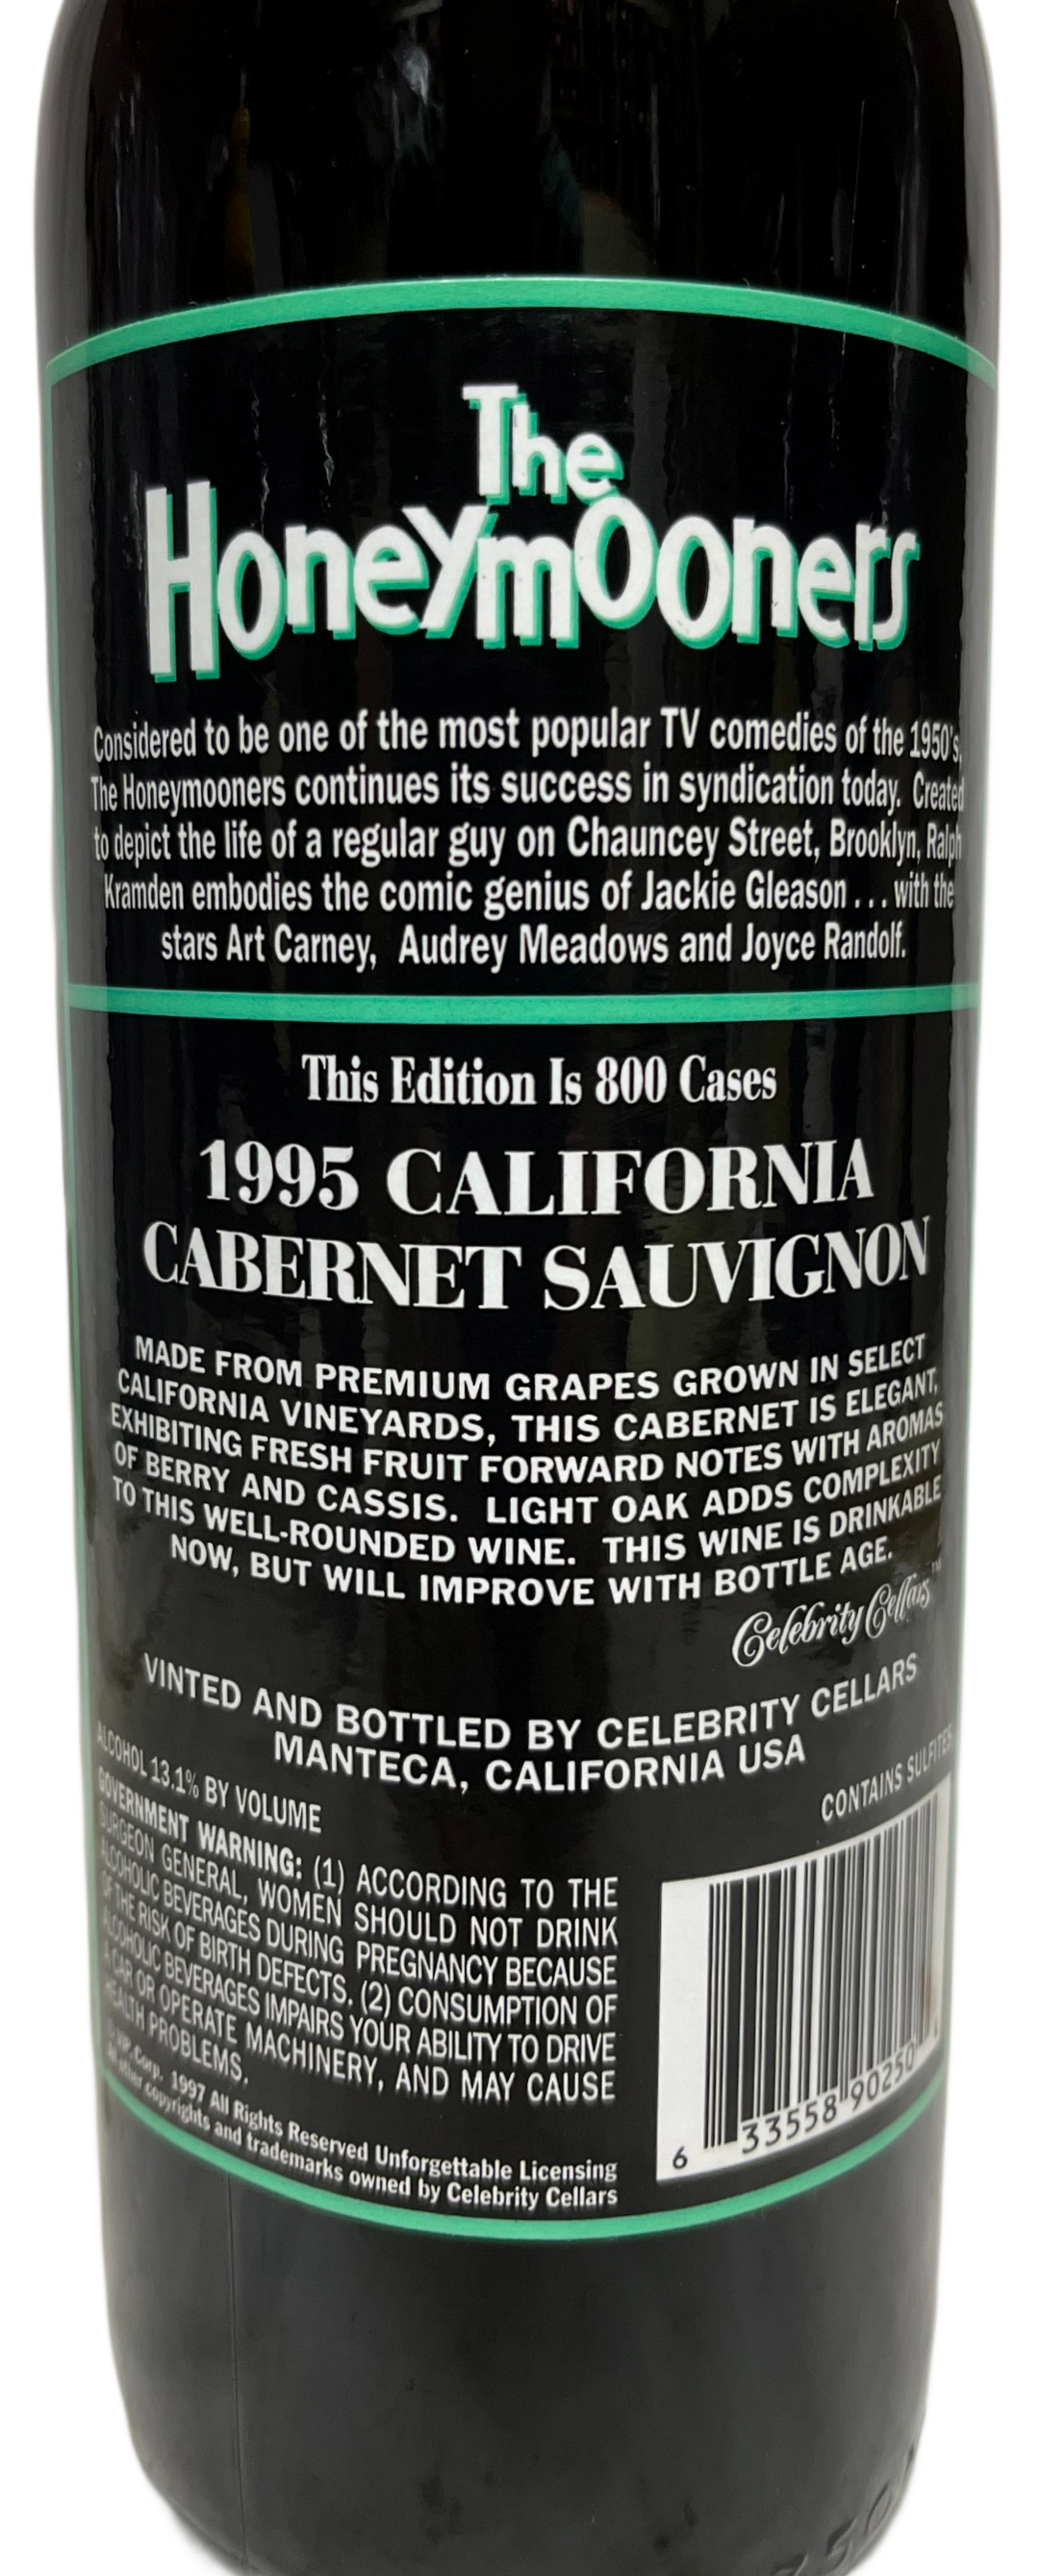 The
HoneYmOoners
Considered to be one of the most popular TV comedies of the 1950's.
The Honeymooners continues its success in syndication today. Created
to depict the life of a regular guy on Chauncey Street, Brooklyn, Ralph
Kramden embodies the comic genius of Jackie Gleason . . . with the
stars Art Carney, Audrey Meadows and Joyce Randolf.
This Edition Is 800 Cases
1995 CALIFORNIA
CABERNET SAUVIGNON
MADE FROM PREMIUM GRAPES GROWN IN SELECT
CALIFORNIA VINEYARDS, THIS CABERNET IS ELEGANT,
EXHIBITING FRESH FRUIT FORWARD NOTES WITH AROMAS
OF BERRY AND CASSIS. LIGHT OAK ADDS COMPLEXITY
TO THIS WELL-ROUNDED WINE. THIS WINE IS DRINKABLE
NOW, BUT WILL IMPROVE WITH BOTTLE AGE.
Celebrity Cellars™
VINTED AND BOTTLED BY CELEBRITY CELLARS
MANTECA, CALIFORNIA USA
ALCOHOL 13.1% BY VOLUME
CONTAINS SULFITES
GOVERNMENT WARNING: (1) ACCORDING TO THE
SURGEON GENERAL, WOMEN SHOULD NOT DRINK
ALCOHOLIC BEVERAGES DURING PREGNANCY BECAUSE
OF THE RISK OF BIRTH DEFECTS. (2) CONSUMPTION OF
ALCOHOLIC BEVERAGES IMPAIRS YOUR ABILITY TO DRIVE
A CAR OR OPERATE MACHINERY, AND MAY CAUSE
HEALTH PROBLEMS.
Corp. 1997 All Rights Reserved Unforgettable Licensing
All other copyrights and trademarks owned by Celebrity Cellars
6 33558 90250